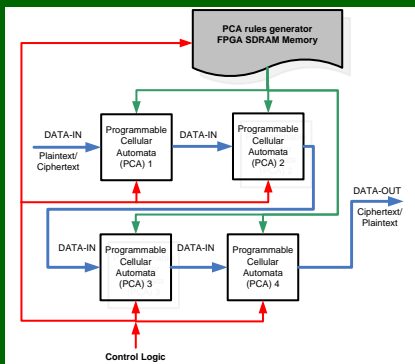 PCA rules generator
FPGA SDRAM Memory
DATA-IN
Plaintext/
Ciphertext
Programmable
Cellular
Automata
(PCA) 1
DATA-IN
Programmable
Cellular
Automata
(PCA) 2
DATA-OUT
Ciphertext/
Plaintext
DATA-IN
Programmable
Cellular
Automata
(PCA) 3
DATA-IN
Programmable
Cellular
Automata
(PCA) 4
Control Logic